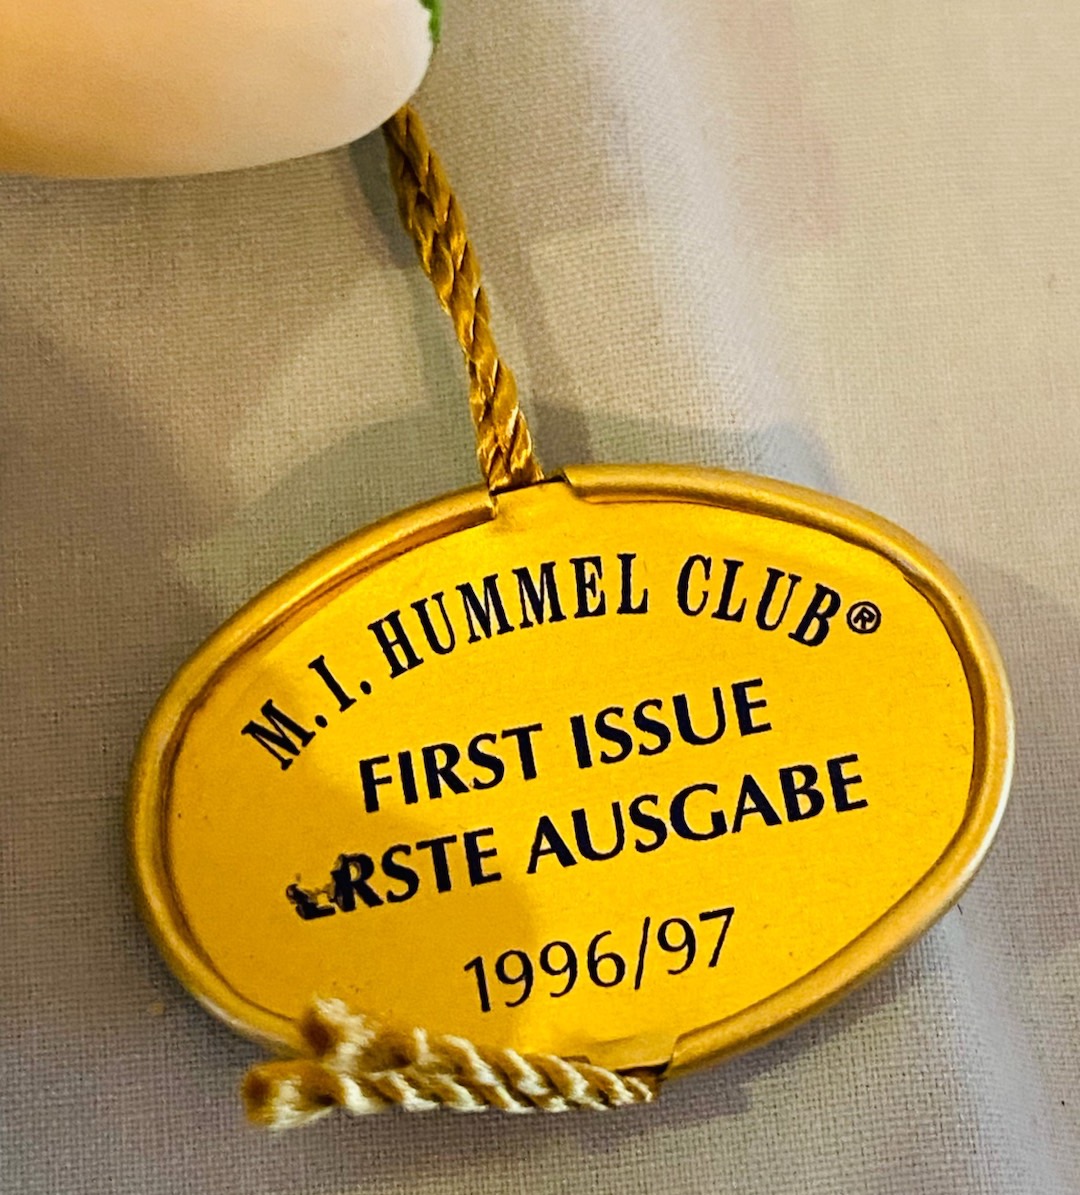 M. I. HUMMEL CLUB®
FIRST ISSUE
ERSTE AUSGABE
1996/97